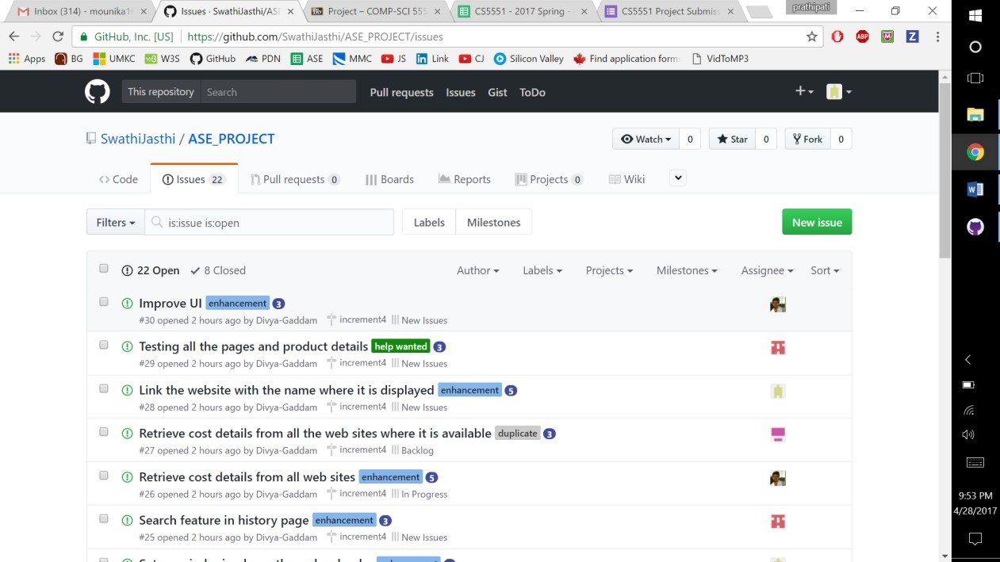 prathipati
Inbox (314) - mounika16
Issues · SwathiJasthi/ASE
Project – COMP-SCI 555
CS5551 - 2017 Spring -
CS5551 Project Submiss
GitHub, Inc. [US] | https://github.com/SwathiJasthi/ASE_PROJECT/issues
ABP
Z
Apps BG UMKC W3S GitHub PDN ASE MMC JS Link CJ Silicon Valley Find application form VidToMP3
This repository Search Pull requests Issues Gist ToDo
SwathiJasthi / ASE_PROJECT
Watch 0 Star 0 Fork 0
Code Issues 22 Pull requests 0 Boards Reports Projects 0 Wiki
Filters is:issue is:open Labels Milestones New issue
22 Open 8 Closed Author Labels Projects Milestones Assignee Sort
Improve UI enhancement 3
#30 opened 2 hours ago by Divya-Gaddam increment4 New Issues
Testing all the pages and product details help wanted 3
#29 opened 2 hours ago by Divya-Gaddam increment4 New Issues
Link the website with the name where it is displayed enhancement 5
#28 opened 2 hours ago by Divya-Gaddam increment4 New Issues
Retrieve cost details from all the web sites where it is available duplicate 3
#27 opened 2 hours ago by Divya-Gaddam increment4 Backlog
Retrieve cost details from all web sites enhancement 5
#26 opened 2 hours ago by Divya-Gaddam increment4 In Progress
Search feature in history page enhancement 3
#25 opened 2 hours ago by Divya-Gaddam increment4 New Issues
9:53 PM
4/28/2017